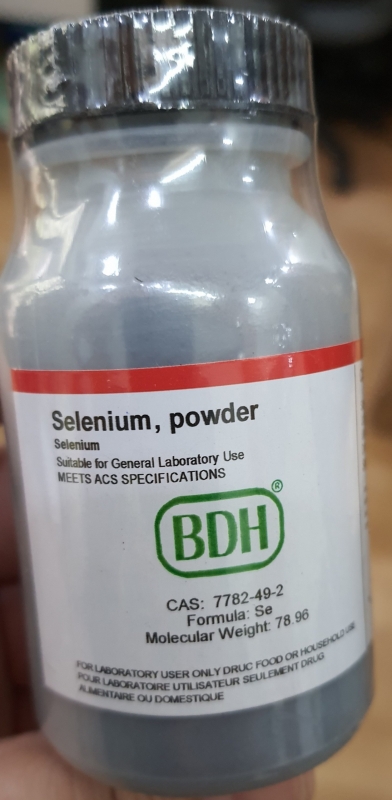 Selenium, powder
Selenium
Suitable for General Laboratory Use
MEETS ACS SPECIFICATIONS
BDH®
CAS: 7782-49-2
Formula: Se
Molecular Weight: 78.96
FOR LABORATORY USER ONLY DRUC FOOD OR HOUSEHOLD USE
POUR LABORATOIRE UTILISATEUR SEULEMENT DRUG
ALIMENTAIRE OU DOMESTIQUE